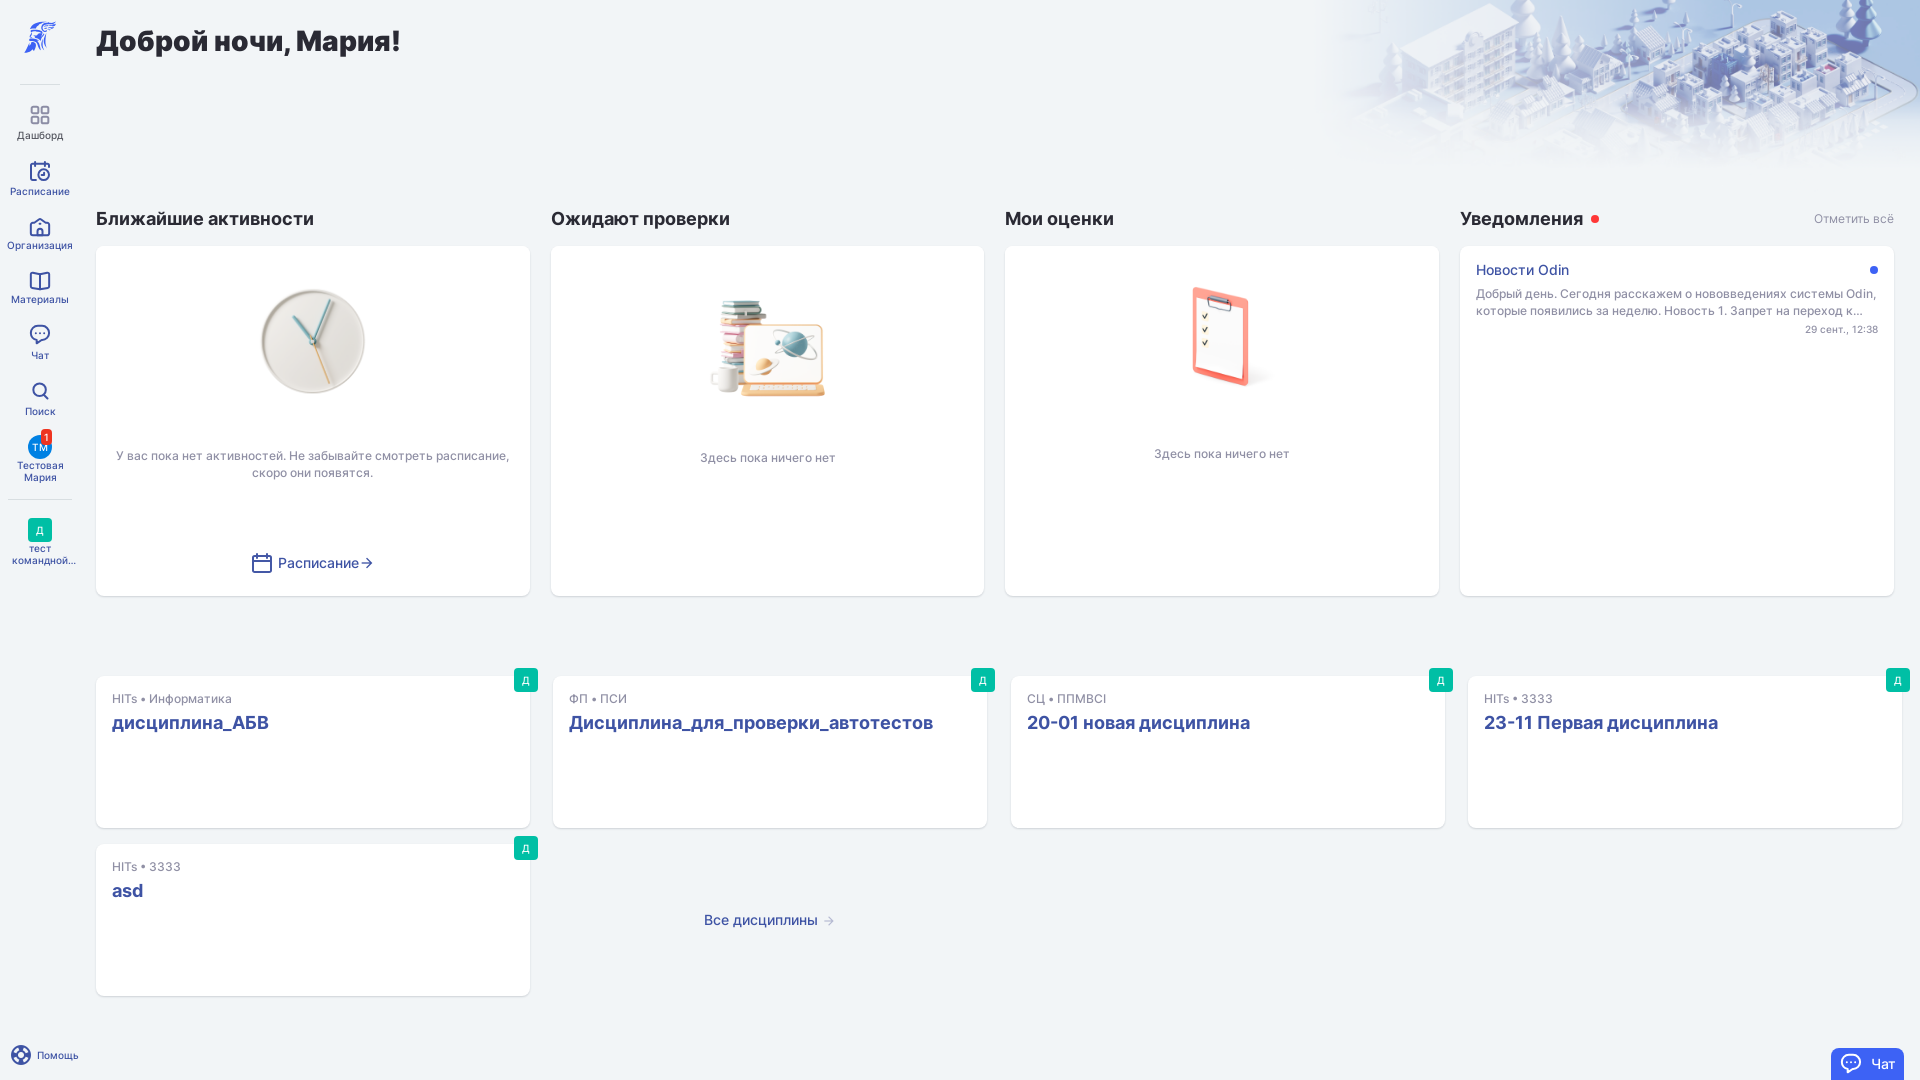 Доброй ночи, Мария!
Дашборд
Расписание
Организация
Материалы
Чат
Поиск
ТМ
1
Тестовая
Мария
Д
тест
командной...
Помощь
Ближайшие активности
У вас пока нет активностей. Не забывайте смотреть расписание,
скоро они появятся.
Расписание
Ожидают проверки
Здесь пока ничего нет
Мои оценки
Здесь пока ничего нет
Уведомления
Отметить всё
Новости Odin
Добрый день. Сегодня расскажем о нововведениях системы Odin,
которые появились за неделю. Новость 1. Запрет на переход к...
29 сент., 12:38
Д
HITs • Информатика
дисциплина_АБВ
Д
ФП • ПСИ
Дисциплина_для_проверки_автотестов
Д
СЦ • ППМВСI
20-01 новая дисциплина
Д
HITs • 3333
23-11 Первая дисциплина
Д
HITs • 3333
asd
Все дисциплины
Чат